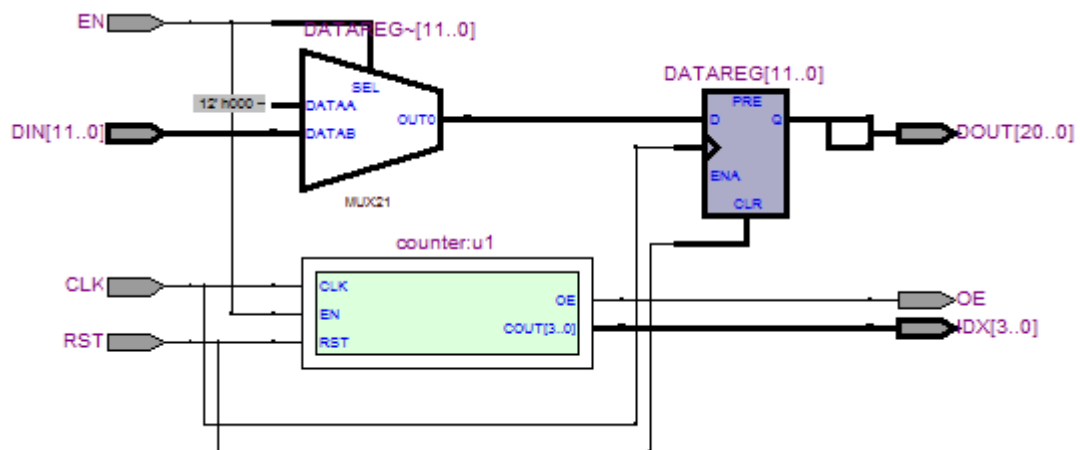 EN
DATAREG~[11..0]
SEL
12' h000 --
DATAA
DATAB
OUT0
MUX21
DIN[11..0]
DATAREG[11..0]
PRE
D
Q
ENA
CLR
DOUT[20..0]
counter:u1
CLK
RST
CLK
EN
RST
OE
COUT[3..0]
OE
IDX[3..0]